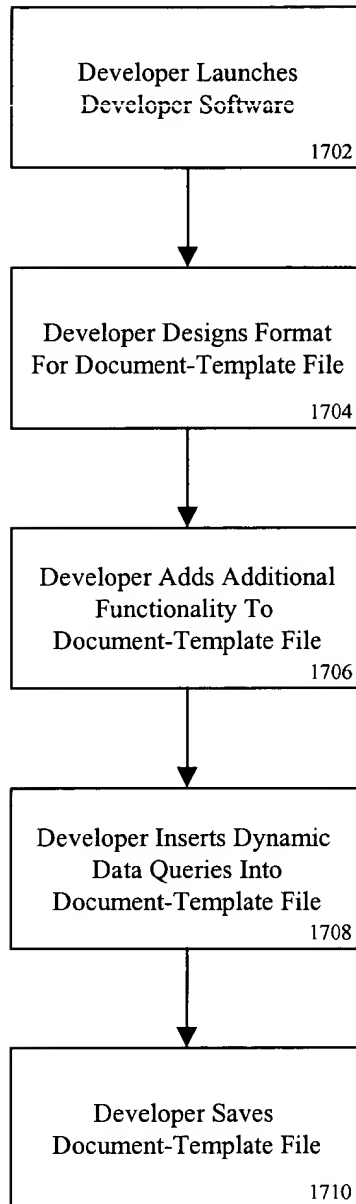 Developer Launches
Developer Software
1702
Developer Designs Format
For Document-Template File
1704
Developer Adds Additional
Functionality To
Document-Template File
1706
Developer Inserts Dynamic
Data Queries Into
Document-Template File
1708
Developer Saves
Document-Template File
1710